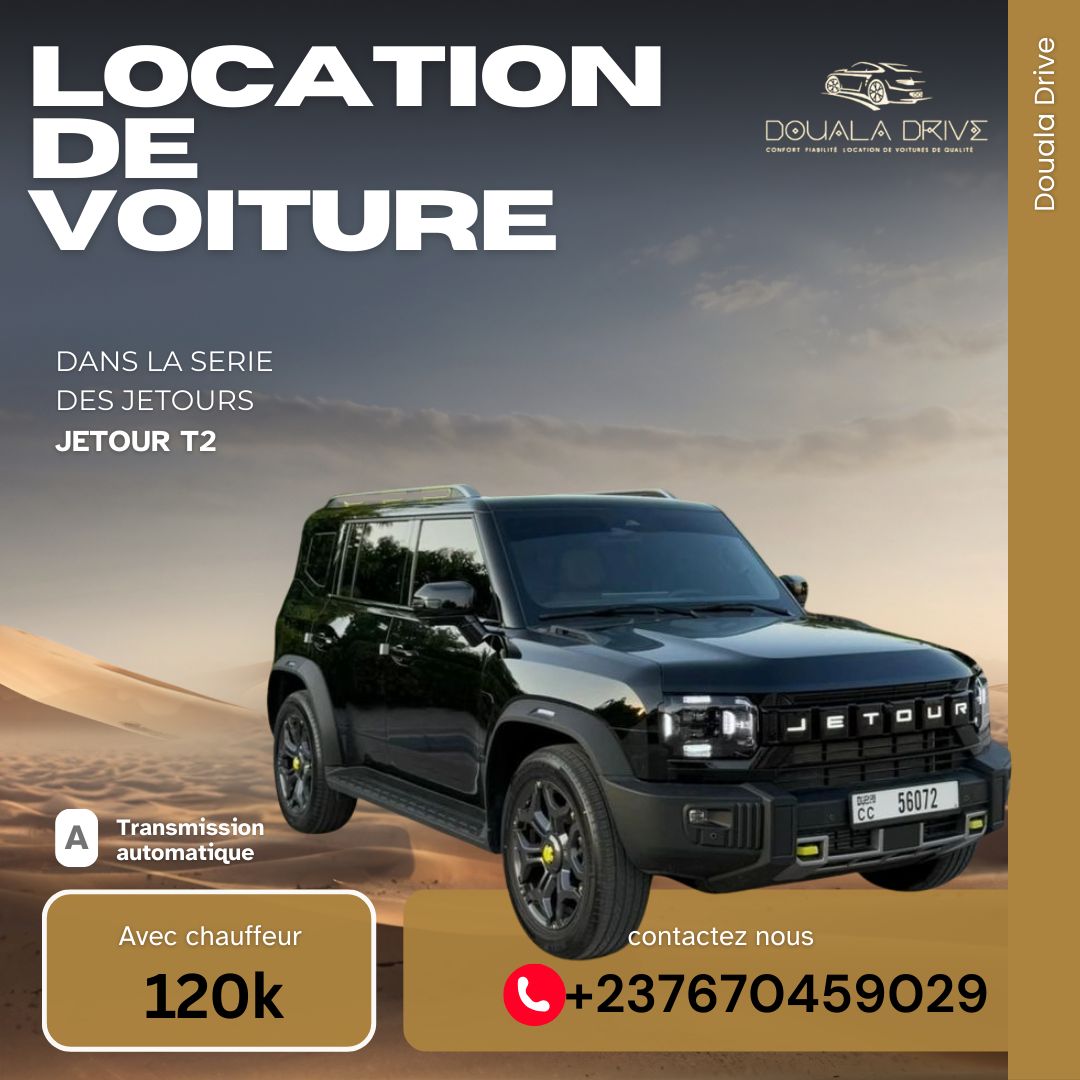 LOCATION
DE
VOITURE
DOUALA DRIVE
CONFORT FIABILITÉ LOCATION DE VOITURES DE QUALITÉ
Douala Drive
DANS LA SERIE
DES JETOURS
JETOUR T2
JETOUR
CC 56072
A
Transmission
automatique
Avec chauffeur
120k
contactez nous
+237670459029